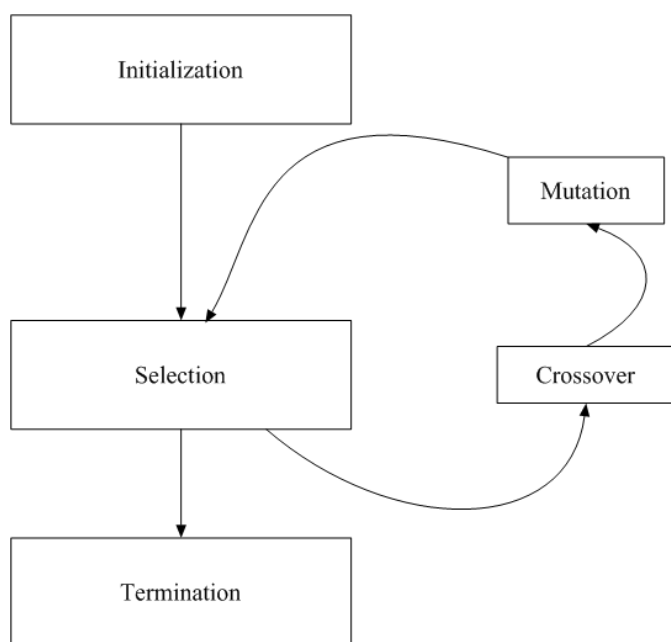 Initialization
Mutation
Selection
Crossover
Termination